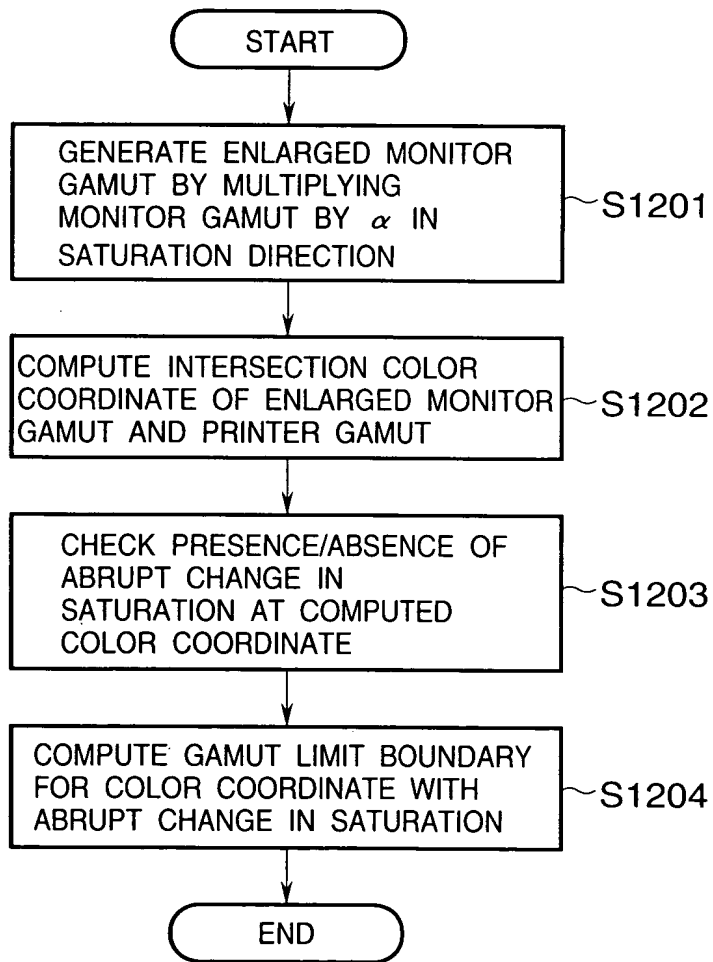 START
GENERATE ENLARGED MONITOR
GAMUT BY MULTIPLYING
MONITOR GAMUT BY α IN
SATURATION DIRECTION
S1201
COMPUTE INTERSECTION COLOR
COORDINATE OF ENLARGED MONITOR
GAMUT AND PRINTER GAMUT
S1202
CHECK PRESENCE/ABSENCE OF
ABRUPT CHANGE IN
SATURATION AT COMPUTED
COLOR COORDINATE
S1203
COMPUTE GAMUT LIMIT BOUNDARY
FOR COLOR COORDINATE WITH
ABRUPT CHANGE IN SATURATION
S1204
END